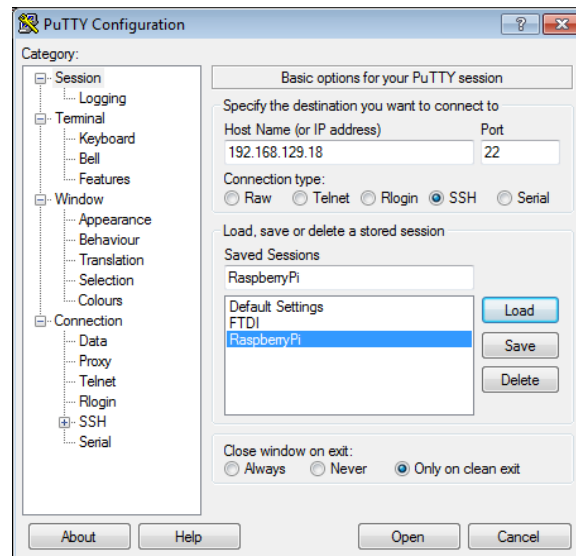 PuTTY Configuration
Category:
Session
Logging
Terminal
Keyboard
Bell
Features
Window
Appearance
Behaviour
Translation
Selection
Colours
Connection
Data
Proxy
Telnet
Rlogin
SSH
Serial
Basic options for your PuTTY session
Specify the destination you want to connect to
Host Name (or IP address) Port
192.168.129.18 22
Connection type:
Raw Telnet Rlogin SSH Serial
Load, save or delete a stored session
Saved Sessions
RaspberryPi
Default Settings
FTDI
RaspberryPi
Load
Save
Delete
Close window on exit:
Always Never Only on clean exit
About Help Open Cancel